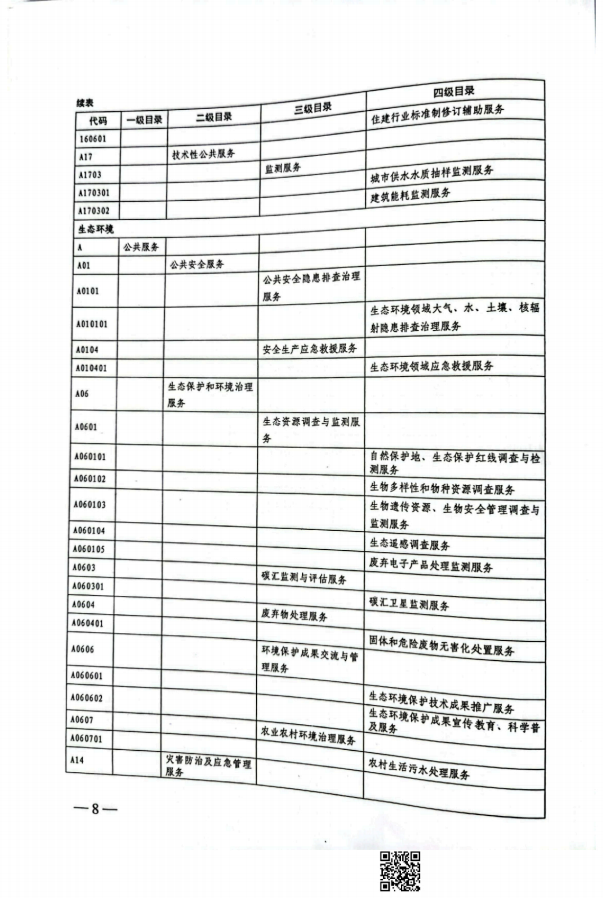 续表
代码 一级目录 二级目录 三级目录 四级目录
160601 住建行业标准制修订辅助服务
A17 技术性公共服务
A1703 监测服务
A170301 城市供水水质抽样监测服务
A170302 建筑能耗监测服务
生态环境
A 公共服务
A01 公共安全服务
A0101 公共安全隐患排查治理
服务
A010101 生态环境领域大气、水、土壤、核辐
射隐患排查治理服务
A0104 安全生产应急救援服务
A010401 生态环境领域应急救援服务
A06 生态保护和环境治理
服务
A0601 生态资源调查与监测服
务
A060101 自然保护地、生态保护红线调查与检
测服务
A060102 生物多样性和物种资源调查服务
A060103 生物遗传资源、生物安全管理调查与
监测服务
A060104 生态遥感调查服务
A060105 废弃电子产品处理监测服务
A0603 碳汇监测与评估服务
A060301 碳汇卫星监测服务
A0604 废弃物处理服务
A060401 固体和危险废物无害化处置服务
A0606 环境保护成果交流与管
理服务
A060601 生态环境保护技术成果推广服务
A060602 生态环境保护成果宣传教育、科学普
及服务
A0607 农业农村环境治理服务
A060701 农村生活污水处理服务
A14 灾害防治及应急管理
服务
—8—